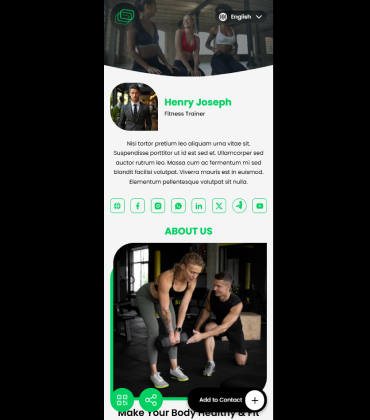 English
Henry Joseph
Fitness Trainer
Nisi tortor pretium leo aliquam urna vitae sit.
Suspendisse porttitor ut id est sed et. Ullamcorper sed
auctor rutrum leo. Massa cum ac fermentum mi sed
blandit facilisi volutpat. Viverra mauris est in euismod.
Elementum pellentesque volutpat sit nulla.
ABOUT US
Add to Contact
Make Your Body Healthy & Fit